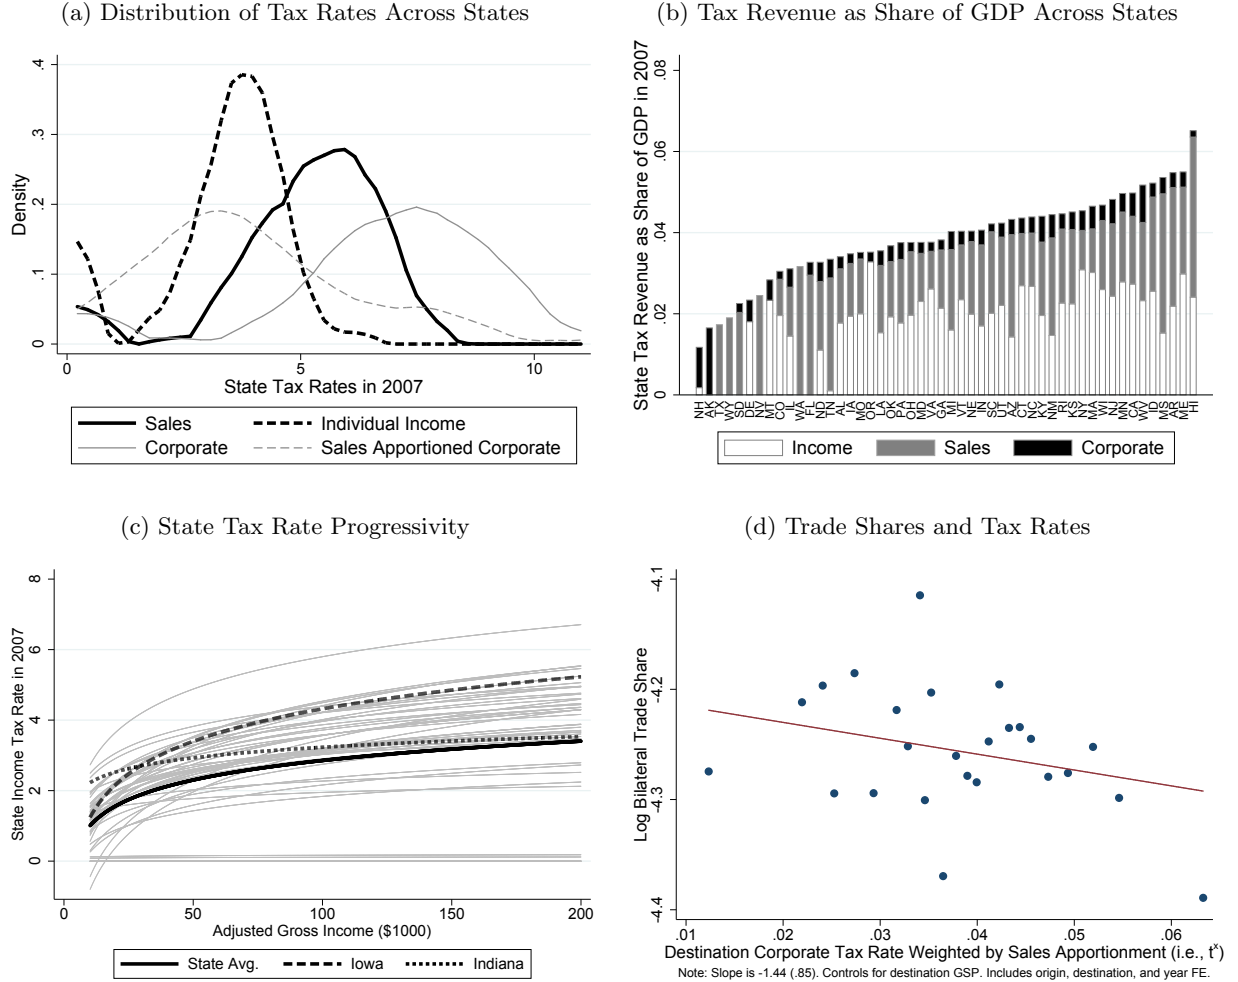 (a) Distribution of Tax Rates Across States
Density
.4
.3
.2
.1
0
0 5 10
State Tax Rates in 2007
Sales
Individual Income
Corporate
Sales Apportioned Corporate
(b) Tax Revenue as Share of GDP Across States
State Tax Revenue as Share of GDP in 2007
.08
.06
.04
.02
0
NH AK TX WY SD DE NV MT CO IL WA FL ND TN AL IA MO OR LA OK PA OH MD VA GA MI VT NE IN SC UT AZ CT NC KY NM RI KS NY MA WI NJ MN CA WV ID MS AR ME HI
Income
Sales
Corporate
(c) State Tax Rate Progressivity
State Income Tax Rate in 2007
8
6
4
2
0
0 50 100 150 200
Adjusted Gross Income ($1000)
State Avg.
Iowa
Indiana
(d) Trade Shares and Tax Rates
Log Bilateral Trade Share
-4.1
-4.2
-4.3
-4.4
.01 .02 .03 .04 .05 .06
Destination Corporate Tax Rate Weighted by Sales Apportionment (i.e., tˣ)
Note: Slope is -1.44 (.85). Controls for destination GSP. Includes origin, destination, and year FE.